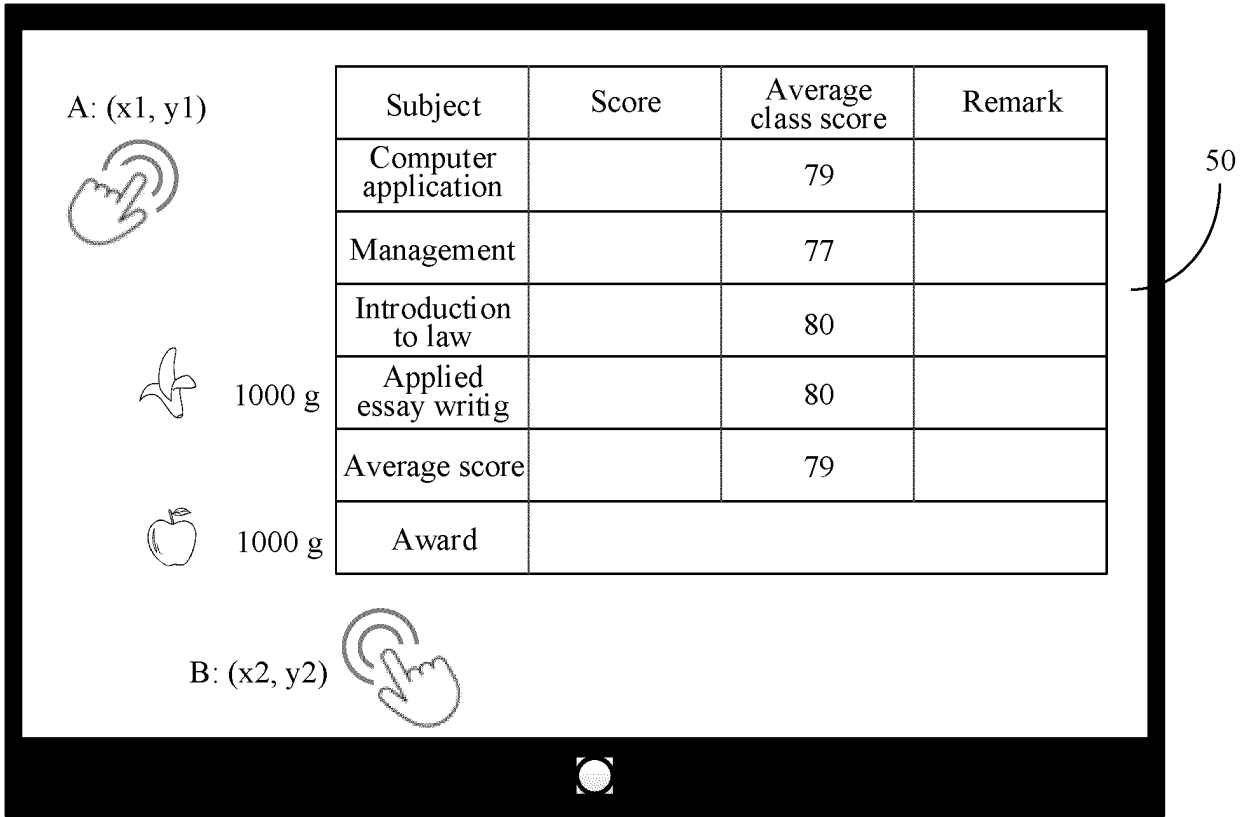 A: (x1, y1)
Subject
Score
Average
class score
Remark
Computer
application
79
50
Management
77
Introduction
to law
80
1000 g
Applied
essay writig
80
Average score
79
1000 g
Award
B: (x2, y2)